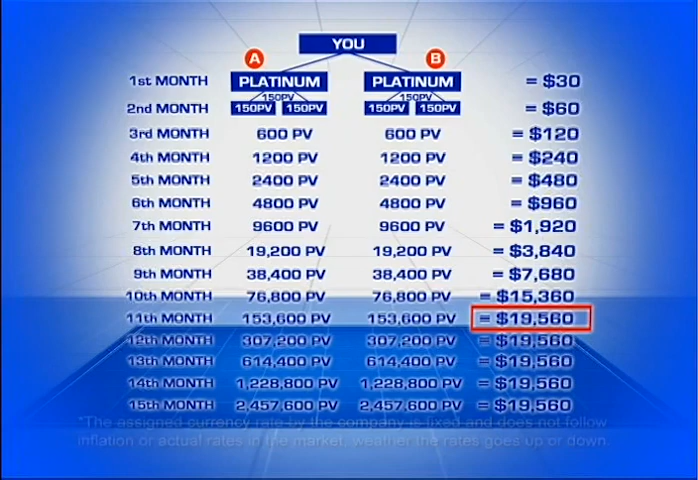 YOU
A B
1st MONTH PLATINUM PLATINUM = $30
150PV 150PV
2nd MONTH 150PV 150PV 150PV 150PV = $60
3rd MONTH 600 PV 600 PV = $120
4th MONTH 1200 PV 1200 PV = $240
5th MONTH 2400 PV 2400 PV = $480
6th MONTH 4800 PV 4800 PV = $960
7th MONTH 9600 PV 9600 PV = $1,920
8th MONTH 19,200 PV 19,200 PV = $3,840
9th MONTH 38,400 PV 38,400 PV = $7,680
10th MONTH 76,800 PV 76,800 PV = $15,360
11th MONTH 153,600 PV 153,600 PV = $19,560
12th MONTH 307,200 PV 307,200 PV = $19,560
13th MONTH 614,400 PV 614,400 PV = $19,560
14th MONTH 1,228,800 PV 1,228,800 PV = $19,560
15th MONTH 2,457,600 PV 2,457,600 PV = $19,560
*The assigned currency rate by the company is fixed and does not follow
inflation or actual rates in the market, weather the rates goes up or down.